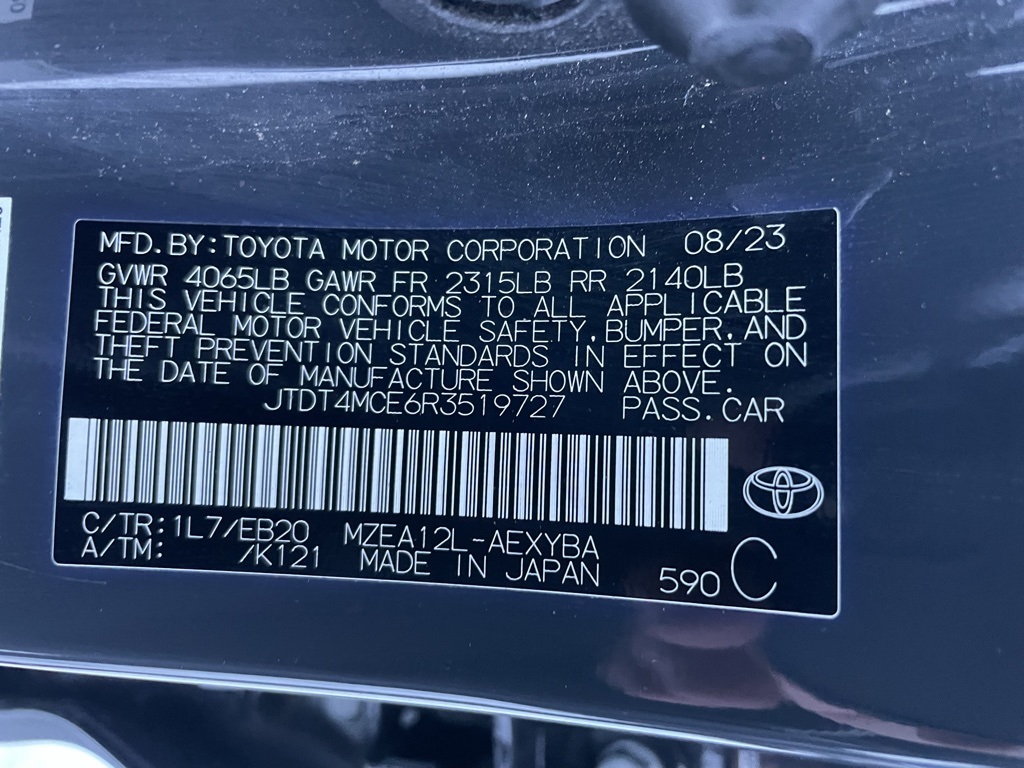 MFD.BY:TOYOTA MOTOR CORPORATION 08/23
GVWR 4065LB GAWR FR 2315LB RR 2140LB
THIS VEHICLE CONFORMS TO ALL APPLICABLE
FEDERAL MOTOR VEHICLE SAFETY,BUMPER,AND
THEFT PREVENTION STANDARDS IN EFFECT ON
THE DATE OF MANUFACTURE SHOWN ABOVE.
JTDT4MCE6R3519727 PASS.CAR
C/TR:1L7/EB20 MZEA12L-AEXYBA
A/TM: /K121 MADE IN JAPAN 590 C